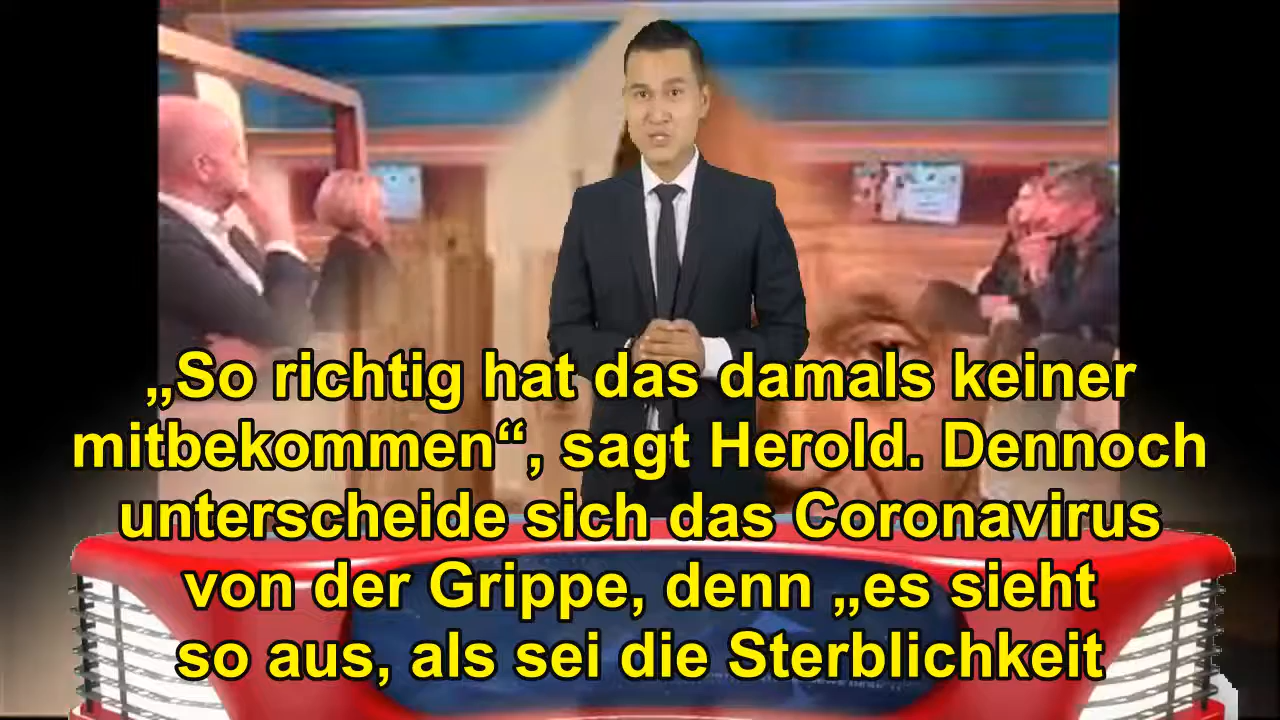 „So richtig hat das damals keiner
mitbekommen“, sagt Herold. Dennoch
unterscheide sich das Coronavirus
von der Grippe, denn „es sieht
so aus, als sei die Sterblichkeit